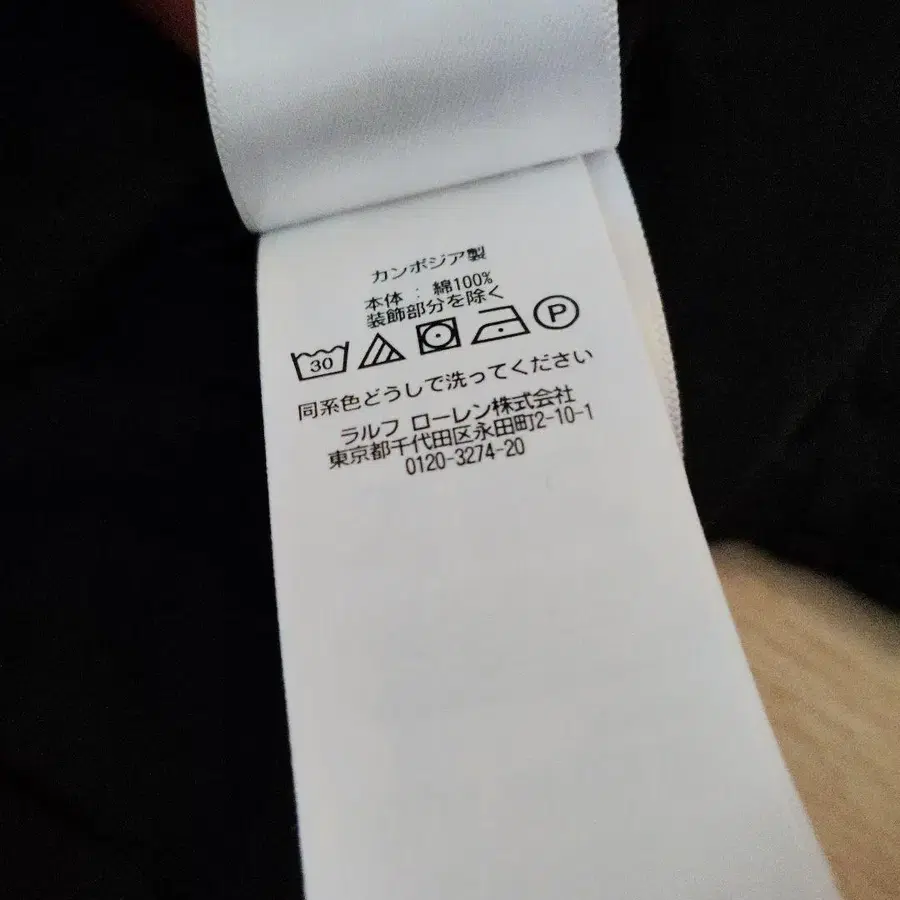 カンボジア製
本体 : 綿100%
装飾部分を除く
30 P
同系色どうしで洗ってください
ラルフ ローレン株式会社
東京都千代田区永田町2-10-1
0120-3274-20